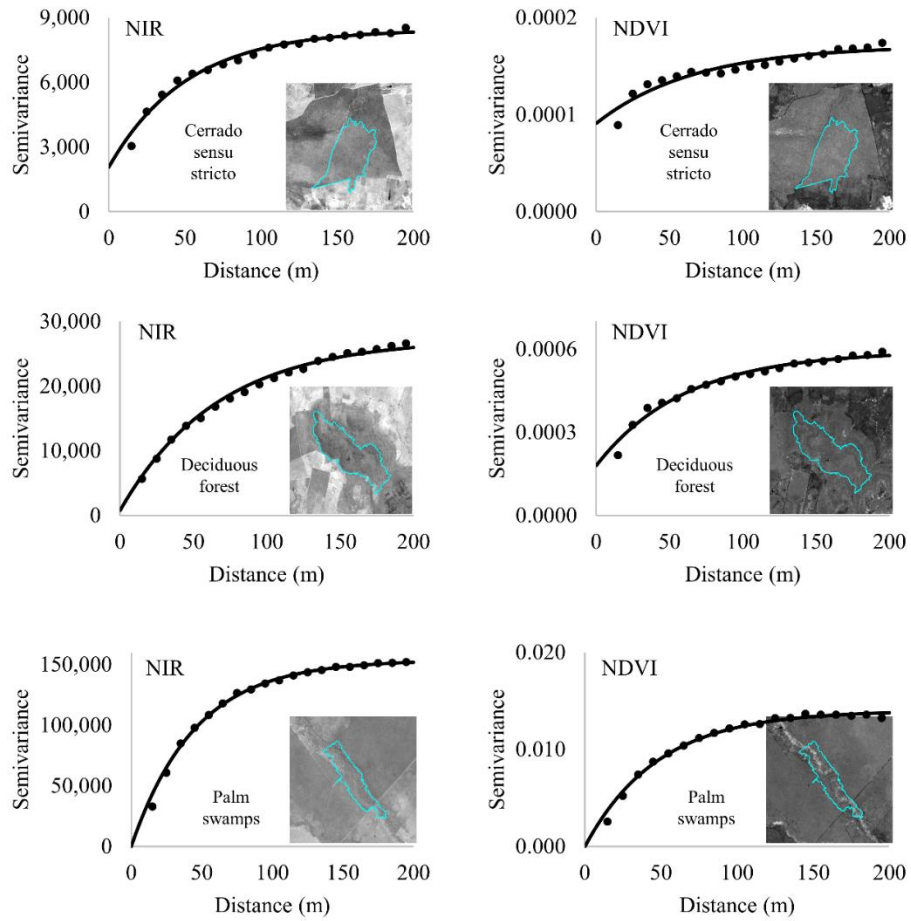 9,000
NIR
6,000
3,000
0
Semivariance
Cerrado
sensu
stricto
0 50 100 150 200
Distance (m)
0.0002
NDVI
0.0001
0.0000
Semivariance
Cerrado
sensu
stricto
0 50 100 150 200
Distance (m)
30,000
NIR
20,000
10,000
0
Semivariance
Deciduous
forest
0 50 100 150 200
Distance (m)
NDVI
0.0006
0.0003
0.0000
Semivariance
Deciduous
forest
0 50 100 150 200
Distance (m)
150,000
NIR
100,000
50,000
0
Semivariance
Palm
swamps
0 50 100 150 200
Distance (m)
0.020
NDVI
0.010
0.000
Semivariance
Palm
swamps
0 50 100 150 200
Distance (m)